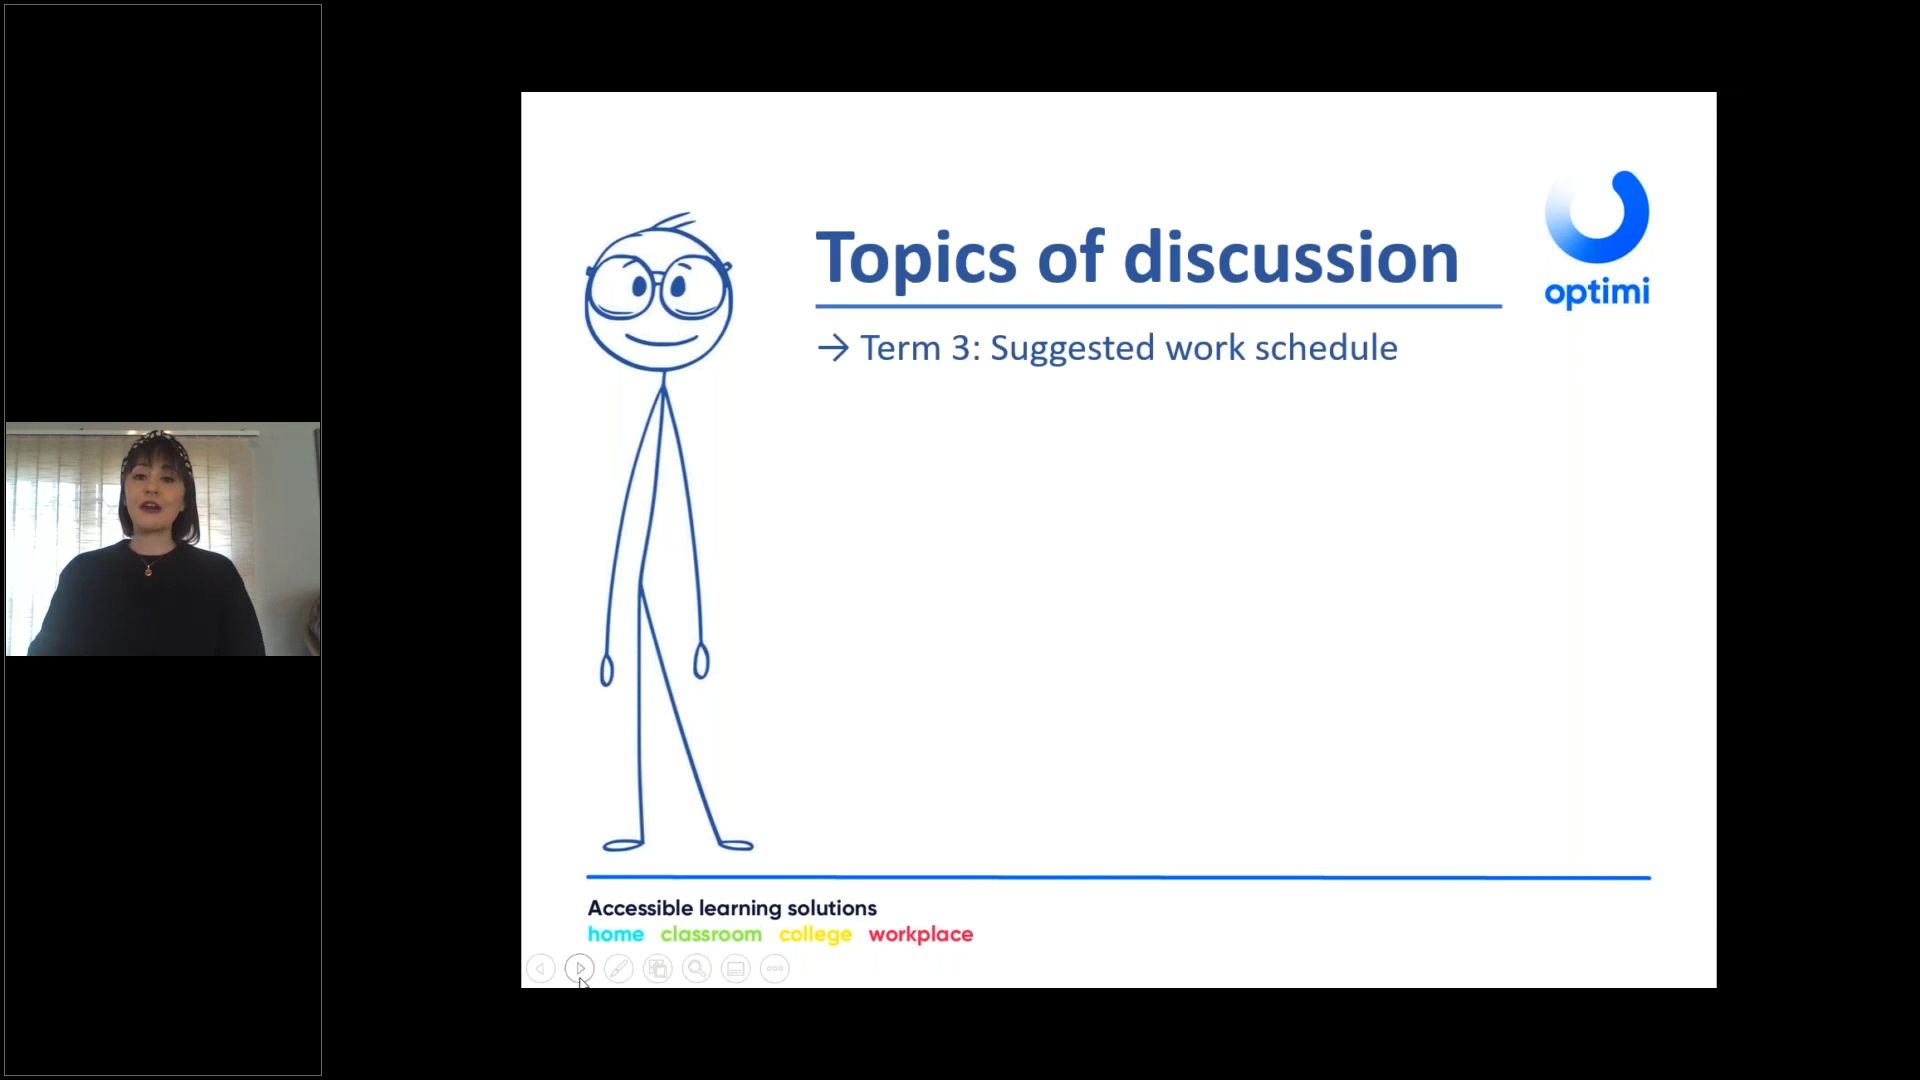 Topics of discussion
→ Term 3: Suggested work schedule
optimi
Accessible learning solutions
home classroom college workplace